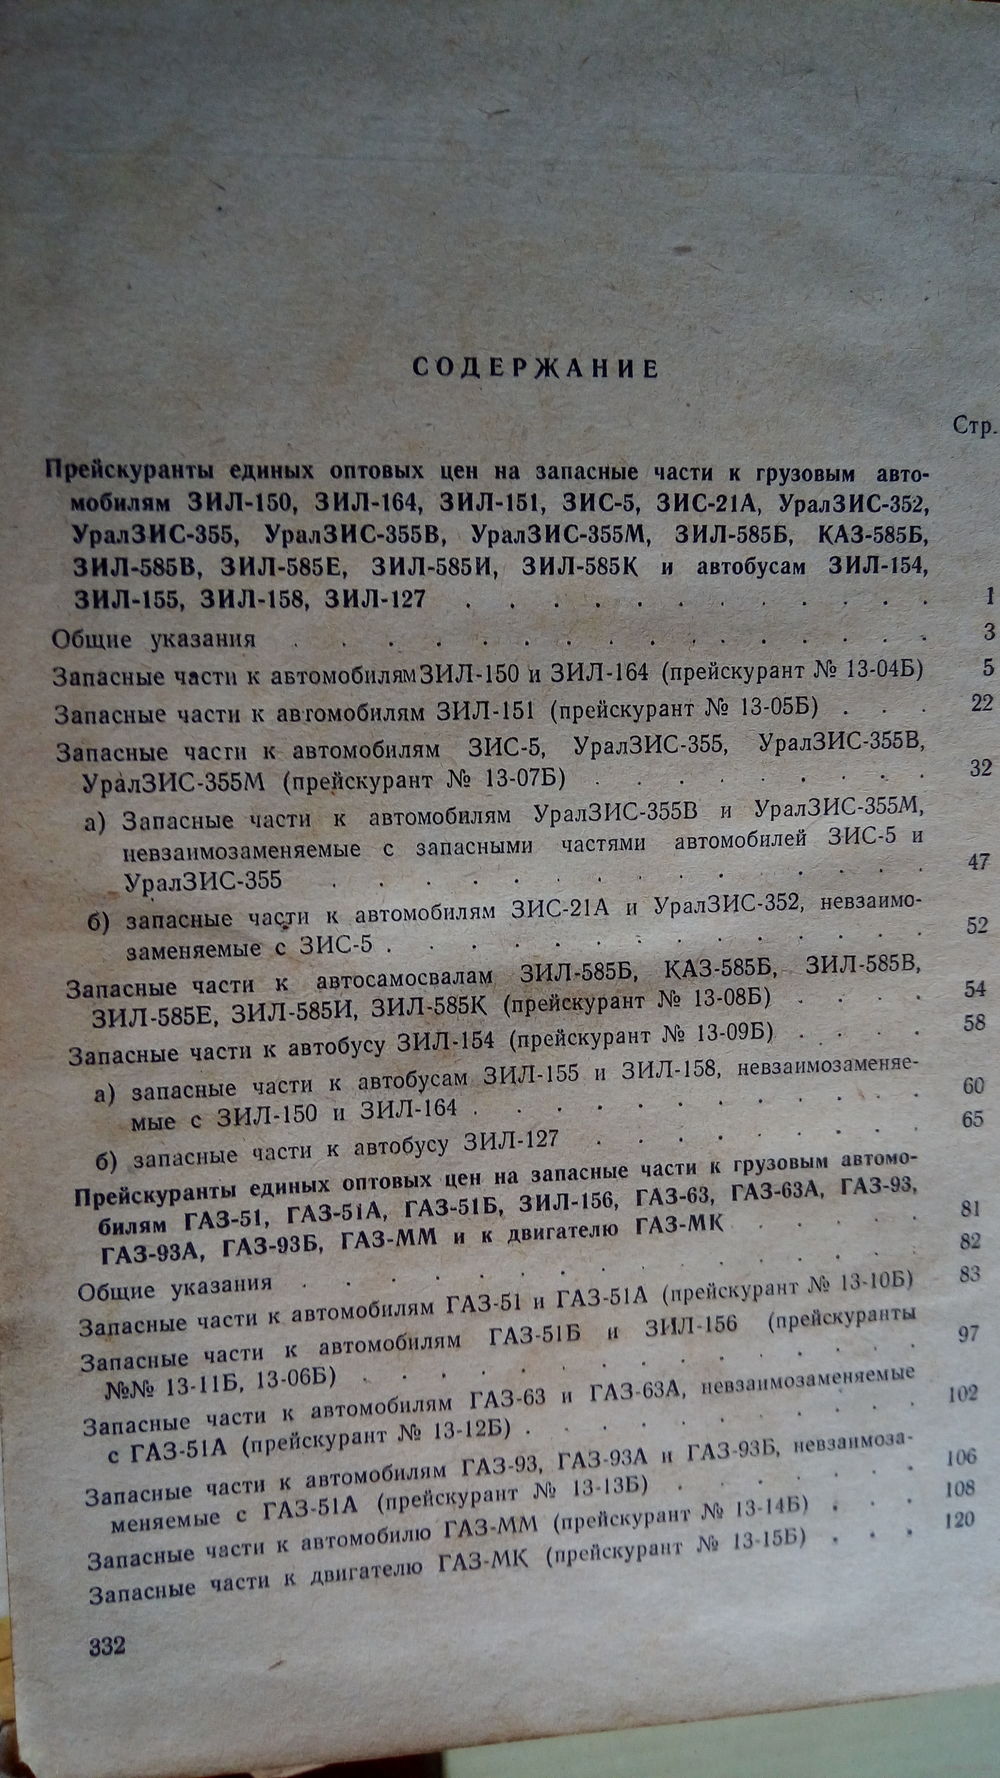 СОДЕРЖАНИЕ
Стр.
Прейскуранты единых оптовых цен на запасные части к грузовым авто-
мобилям ЗИЛ-150, ЗИЛ-164, ЗИЛ-151, ЗИС-5, ЗИС-21А, УралЗИС-352,
УралЗИС-355, УралЗИС-355В, УралЗИС-355М, ЗИЛ-585Б, КАЗ-585Б,
ЗИЛ-585В, ЗИЛ-585Е, ЗИЛ-585И, ЗИЛ-585К и автобусам ЗИЛ-154,
ЗИЛ-155, ЗИЛ-158, ЗИЛ-127 . . . . . . . . . . . . 1
Общие указания . . . . . . . . . . . . . . 3
Запасные части к автомобилям ЗИЛ-150 и ЗИЛ-164 (прейскурант № 13-04Б) 5
Запасные части к автомобилям ЗИЛ-151 (прейскурант № 13-05Б) . . . 22
Запасные части к автомобилям ЗИС-5, УралЗИС-355, УралЗИС-355В,
УралЗИС-355М (прейскурант № 13-07Б) . . . . . . . . . 32
а) Запасные части к автомобилям УралЗИС-355В и УралЗИС-355М,
невзаимозаменяемые с запасными частями автомобилей ЗИС-5 и
УралЗИС-355 . . . . . . . . . . . . . 47
б) запасные части к автомобилям ЗИС-21А и УралЗИС-352, невзаимо-
заменяемые с ЗИС-5 . . . . . . . . . . . . . 52
Запасные части к автосамосвалам ЗИЛ-585Б, КАЗ-585Б, ЗИЛ-585В,
ЗИЛ-585Е, ЗИЛ-585И, ЗИЛ-585К (прейскурант № 13-08Б) . . . . 54
Запасные части к автобусу ЗИЛ-154 (прейскурант № 13-09Б) . . . . 58
а) запасные части к автобусам ЗИЛ-155 и ЗИЛ-158, невзаимозаменяе-
мые с ЗИЛ-150 и ЗИЛ-164 . . . . . . . . . . . 60
б) запасные части к автобусу ЗИЛ-127 . . . . . . . . . 65
Прейскуранты единых оптовых цен на запасные части к грузовым автомо-
билям ГАЗ-51, ГАЗ-51А, ГАЗ-51Б, ЗИЛ-156, ГАЗ-63, ГАЗ-63А, ГАЗ-93,
ГАЗ-93А, ГАЗ-93Б, ГАЗ-ММ и к двигателю ГАЗ-МК . . . . . 81
Общие указания . . . . . . . . . . . . . . 82
Запасные части к автомобилям ГАЗ-51 и ГАЗ-51А (прейскурант № 13-10Б) 83
Запасные части к автомобилям ГАЗ-51Б и ЗИЛ-156 (прейскуранты
№№ 13-11Б, 13-06Б) . . . . . . . . . . . . . 97
Запасные части к автомобилям ГАЗ-63 и ГАЗ-63А, невзаимозаменяемые
с ГАЗ-51А (прейскурант № 13-12Б) . . . . . . . . . . 102
Запасные части к автомобилям ГАЗ-93, ГАЗ-93А и ГАЗ-93Б, невзаимоза-
меняемые с ГАЗ-51А (прейскурант № 13-13Б) . . . . . . 106
Запасные части к автомобилю ГАЗ-ММ (прейскурант № 13-14Б) . . . 108
Запасные части к двигателю ГАЗ-МК (прейскурант № 13-15Б) . . . 120
332